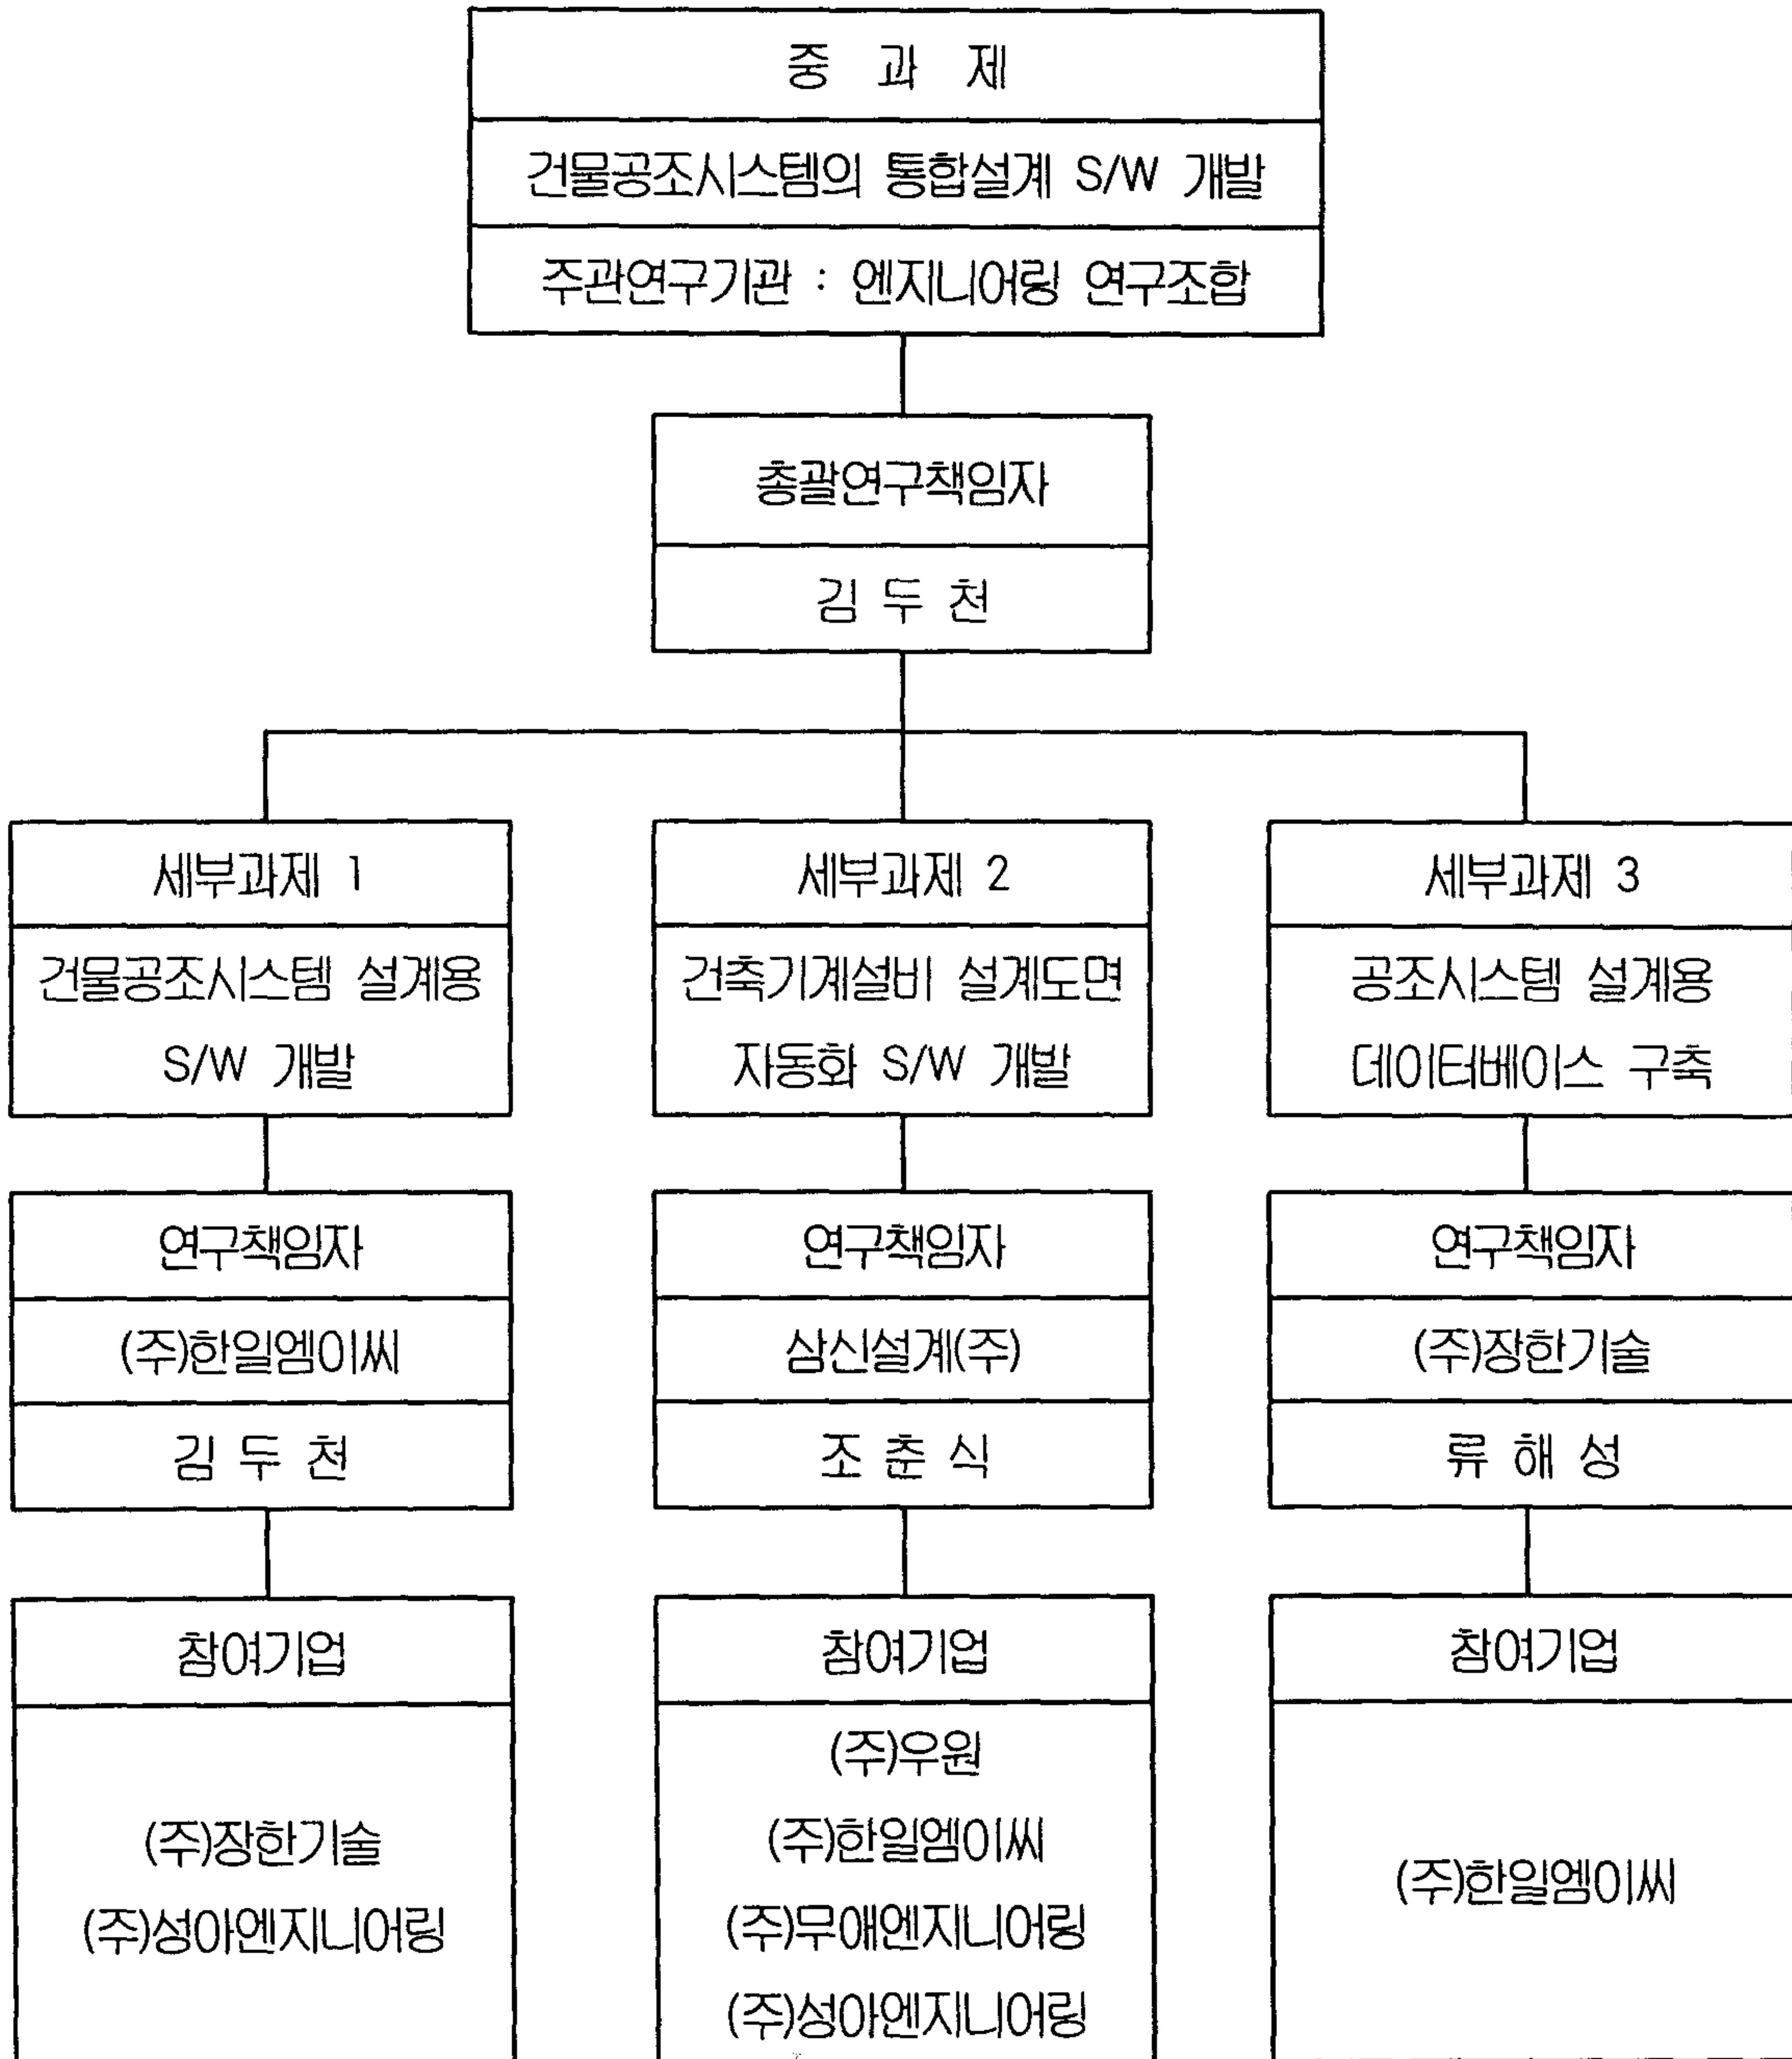 중 과 제
건물공조시스템의 통합설계 S/W 개발
주관연구기관 : 엔지니어링 연구조합
총괄연구책임자
김 두 천
세부과제 1
건물공조시스템 설계용
S/W 개발
연구책임자
(주)한일엠이씨
김 두 천
참여기업
(주)장한기술
(주)성아엔지니어링
세부과제 2
건축기계설비 설계도면
자동화 S/W 개발
연구책임자
삼신설계(주)
조 춘 식
참여기업
(주)우원
(주)한일엠이씨
(주)무애엔지니어링
(주)성아엔지니어링
세부과제 3
공조시스템 설계용
데이터베이스 구축
연구책임자
(주)장한기술
류 해 성
참여기업
(주)한일엠이씨